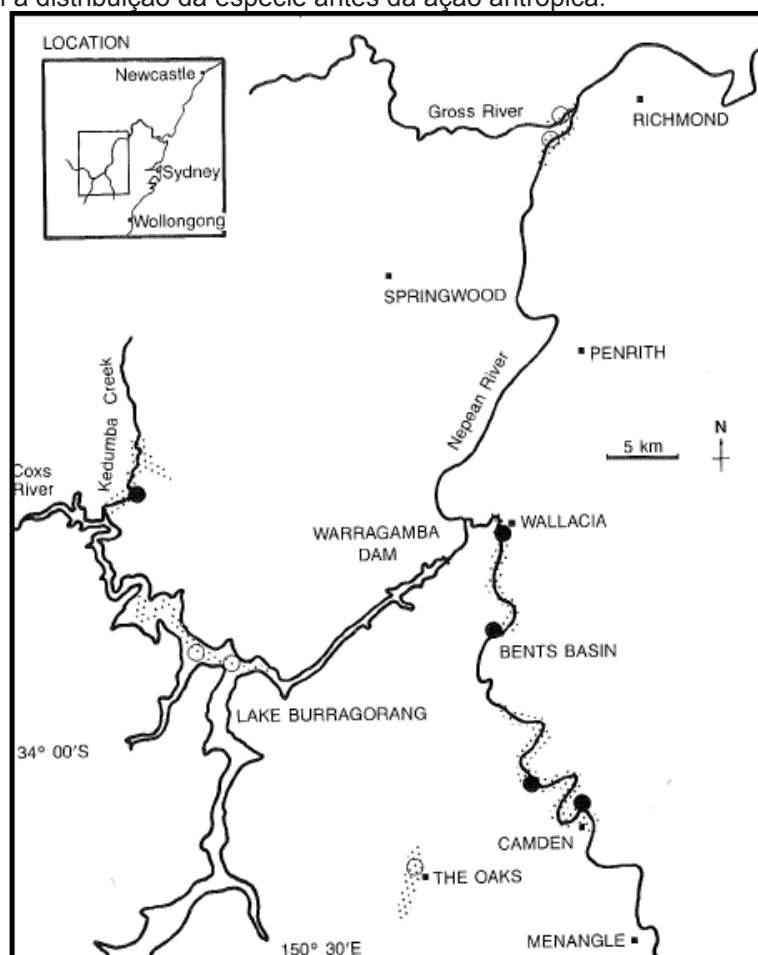 a distribuição da espécie antes da ação antrópica.
LOCATION
Newcastle
Sydney
Wollongong
Gross River
RICHMOND
SPRINGWOOD
PENRITH
Nepean River
N
5 km
Kedumba Creek
Coxs
River
WARRAGAMBA
DAM
WALLACIA
BENTS BASIN
LAKE BURRAGORANG
34° 00'S
CAMDEN
THE OAKS
MENANGLE
150° 30'E